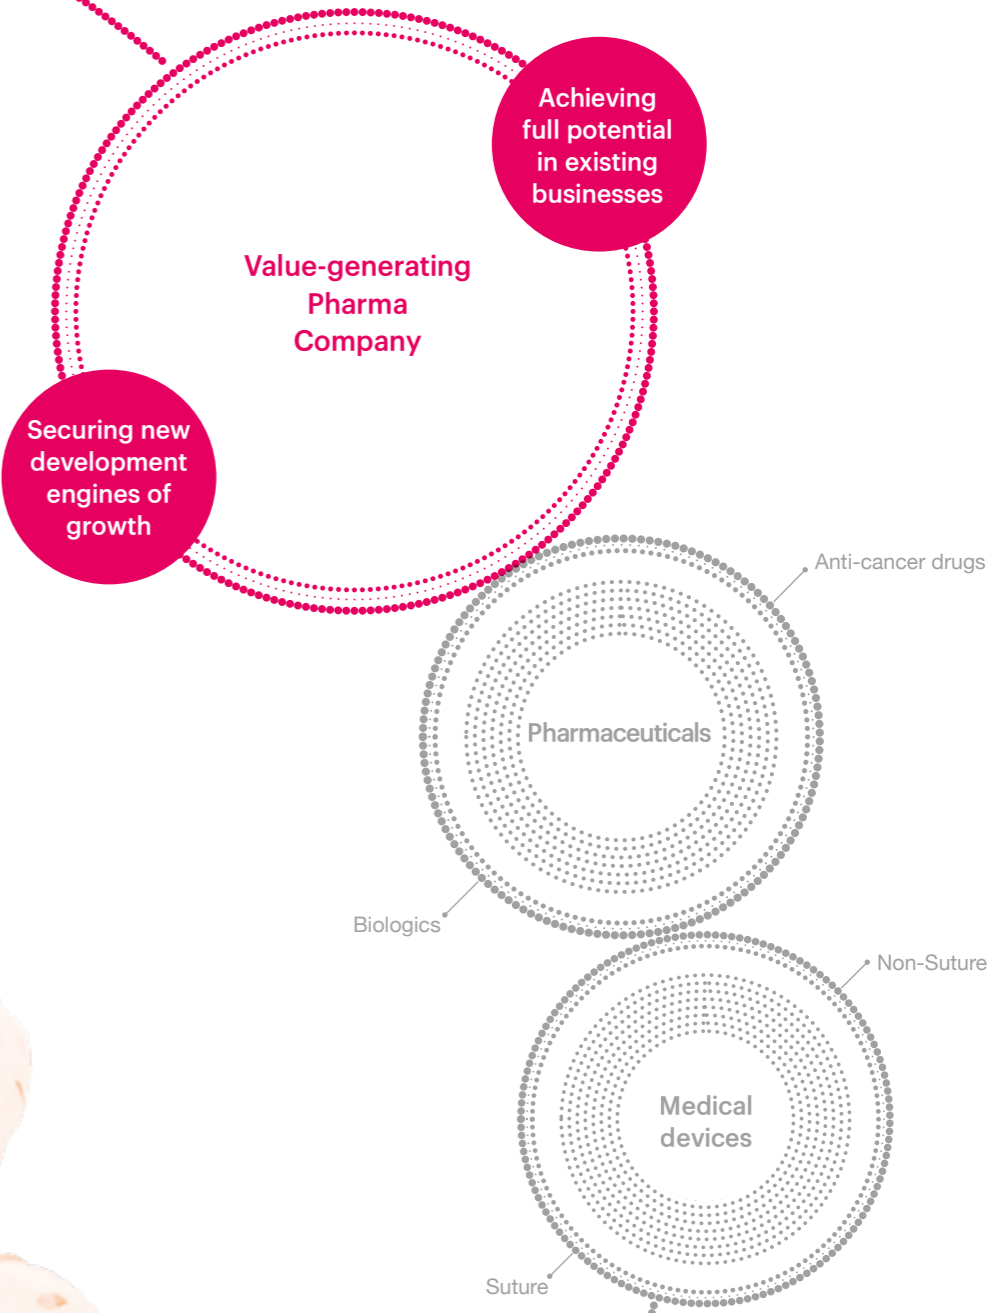 Achieving
full potential
in existing
businesses
Value-generating
Pharma
Company
Securing new
development
engines of
growth
Anti-cancer drugs
Pharmaceuticals
Biologics
Non-Suture
Medical
devices
Suture